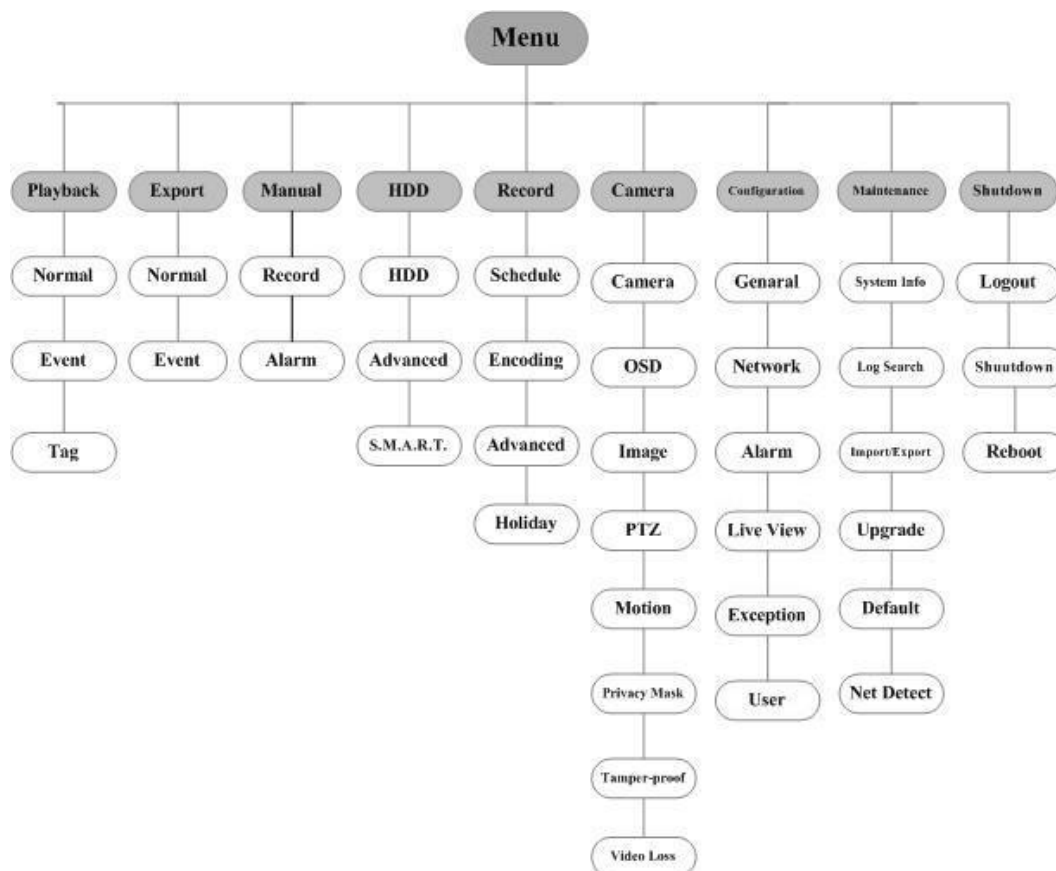 Menu
Playback
Export
Manual
HDD
Record
Camera
Configuration
Maintenance
Shutdown
Normal
Normal
Record
HDD
Schedule
Camera
Genaral
System Info
Logout
Event
Event
Alarm
Advanced
Encoding
OSD
Network
Log Search
Shuutdown
Tag
S.M.A.R.T.
Advanced
Image
Alarm
Import/Export
Reboot
Holiday
PTZ
Live View
Upgrade
Motion
Exception
Default
Privacy Mask
User
Net Detect
Tamper-proof
Video Loss